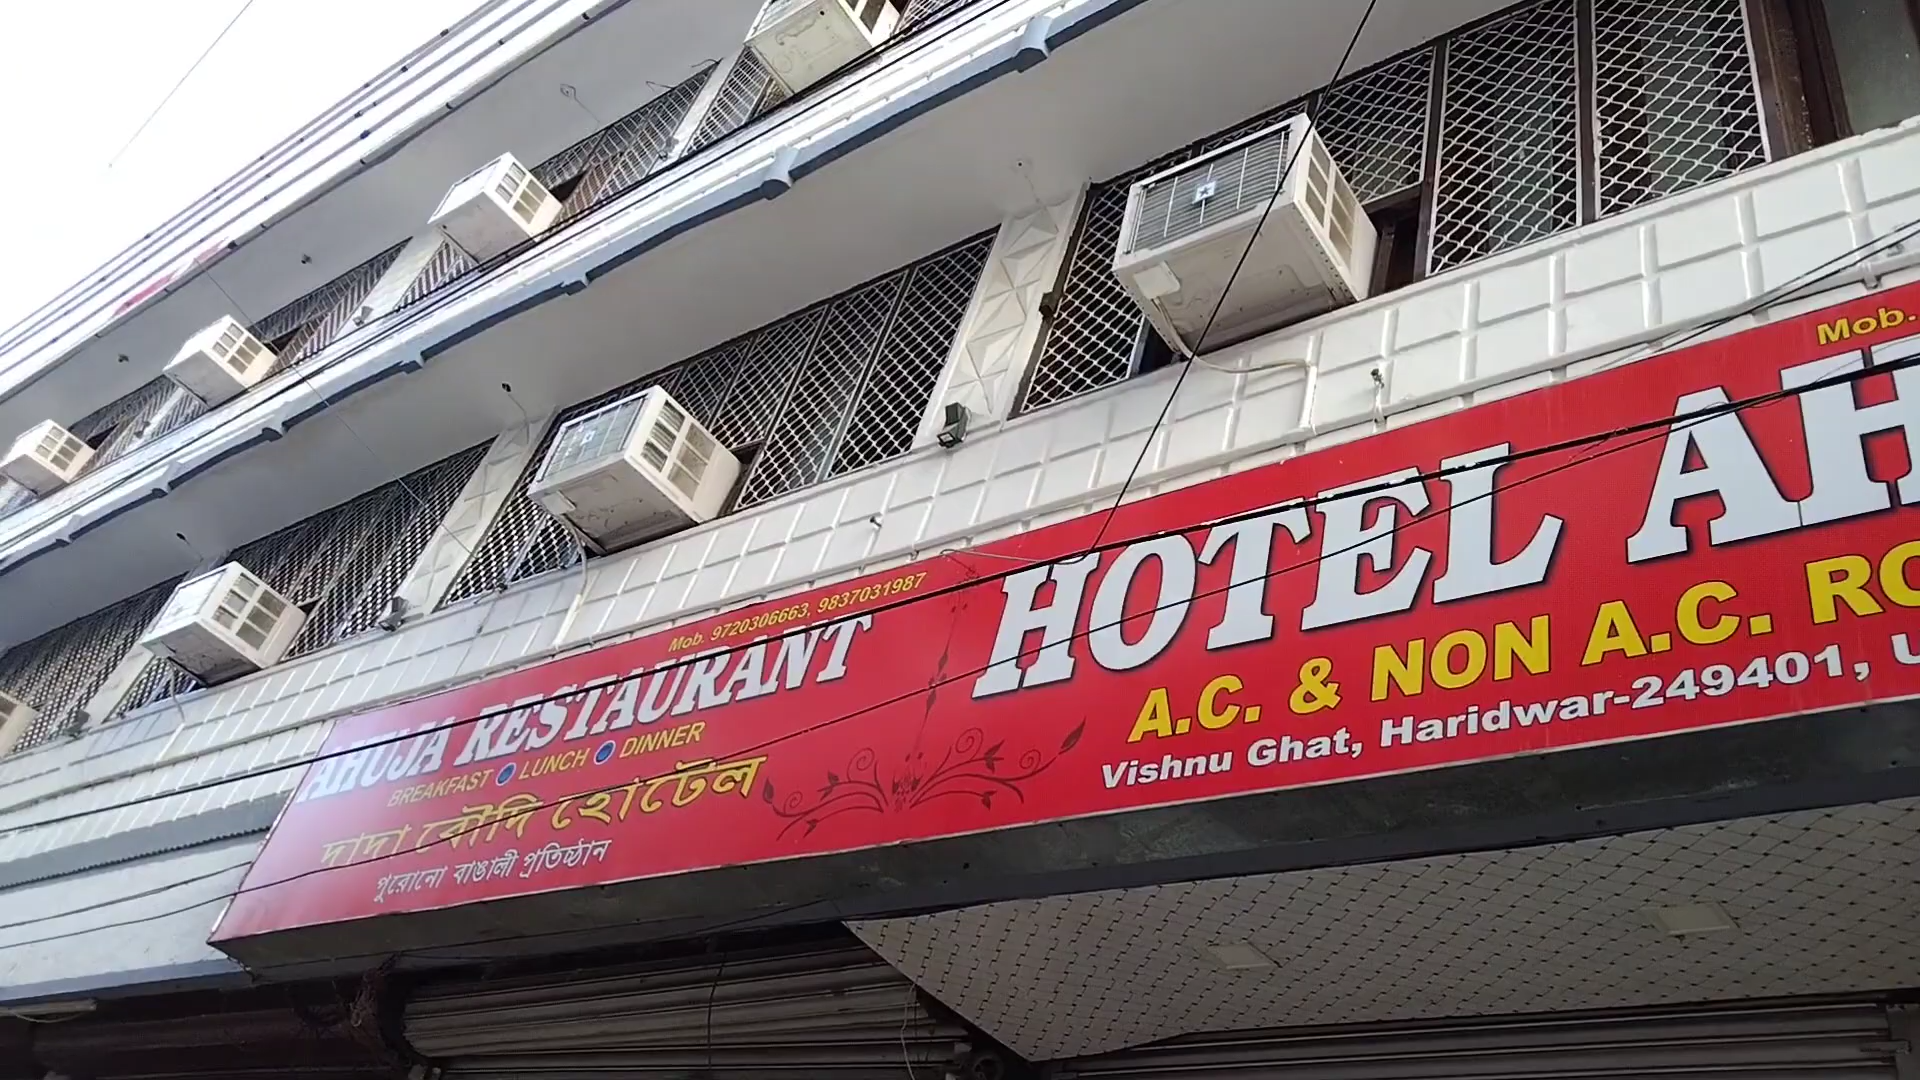 Mob. 9720306663, 9837031987
AHUJA RESTAURANT
BREAKFAST LUNCH DINNER
দাদা বৌদি হোটেল
পুরোনো বাঙালী প্রতিষ্ঠান
Mob.
HOTEL AH
A.C. & NON A.C. RO
Vishnu Ghat, Haridwar-249401, U